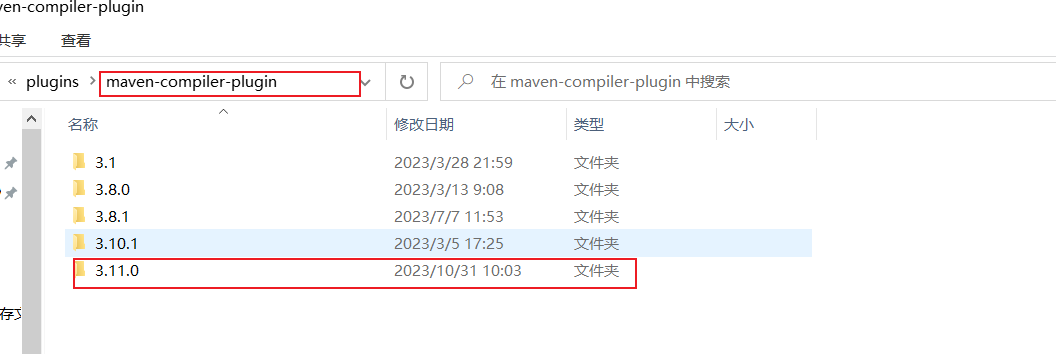 ven-compiler-plugin
共享 查看
« plugins > maven-compiler-plugin 在 maven-compiler-plugin 中搜索
名称 修改日期 类型 大小
3.1 2023/3/28 21:59 文件夹
3.8.0 2023/3/13 9:08 文件夹
3.8.1 2023/7/7 11:53 文件夹
3.10.1 2023/3/5 17:25 文件夹
3.11.0 2023/10/31 10:03 文件夹
存文